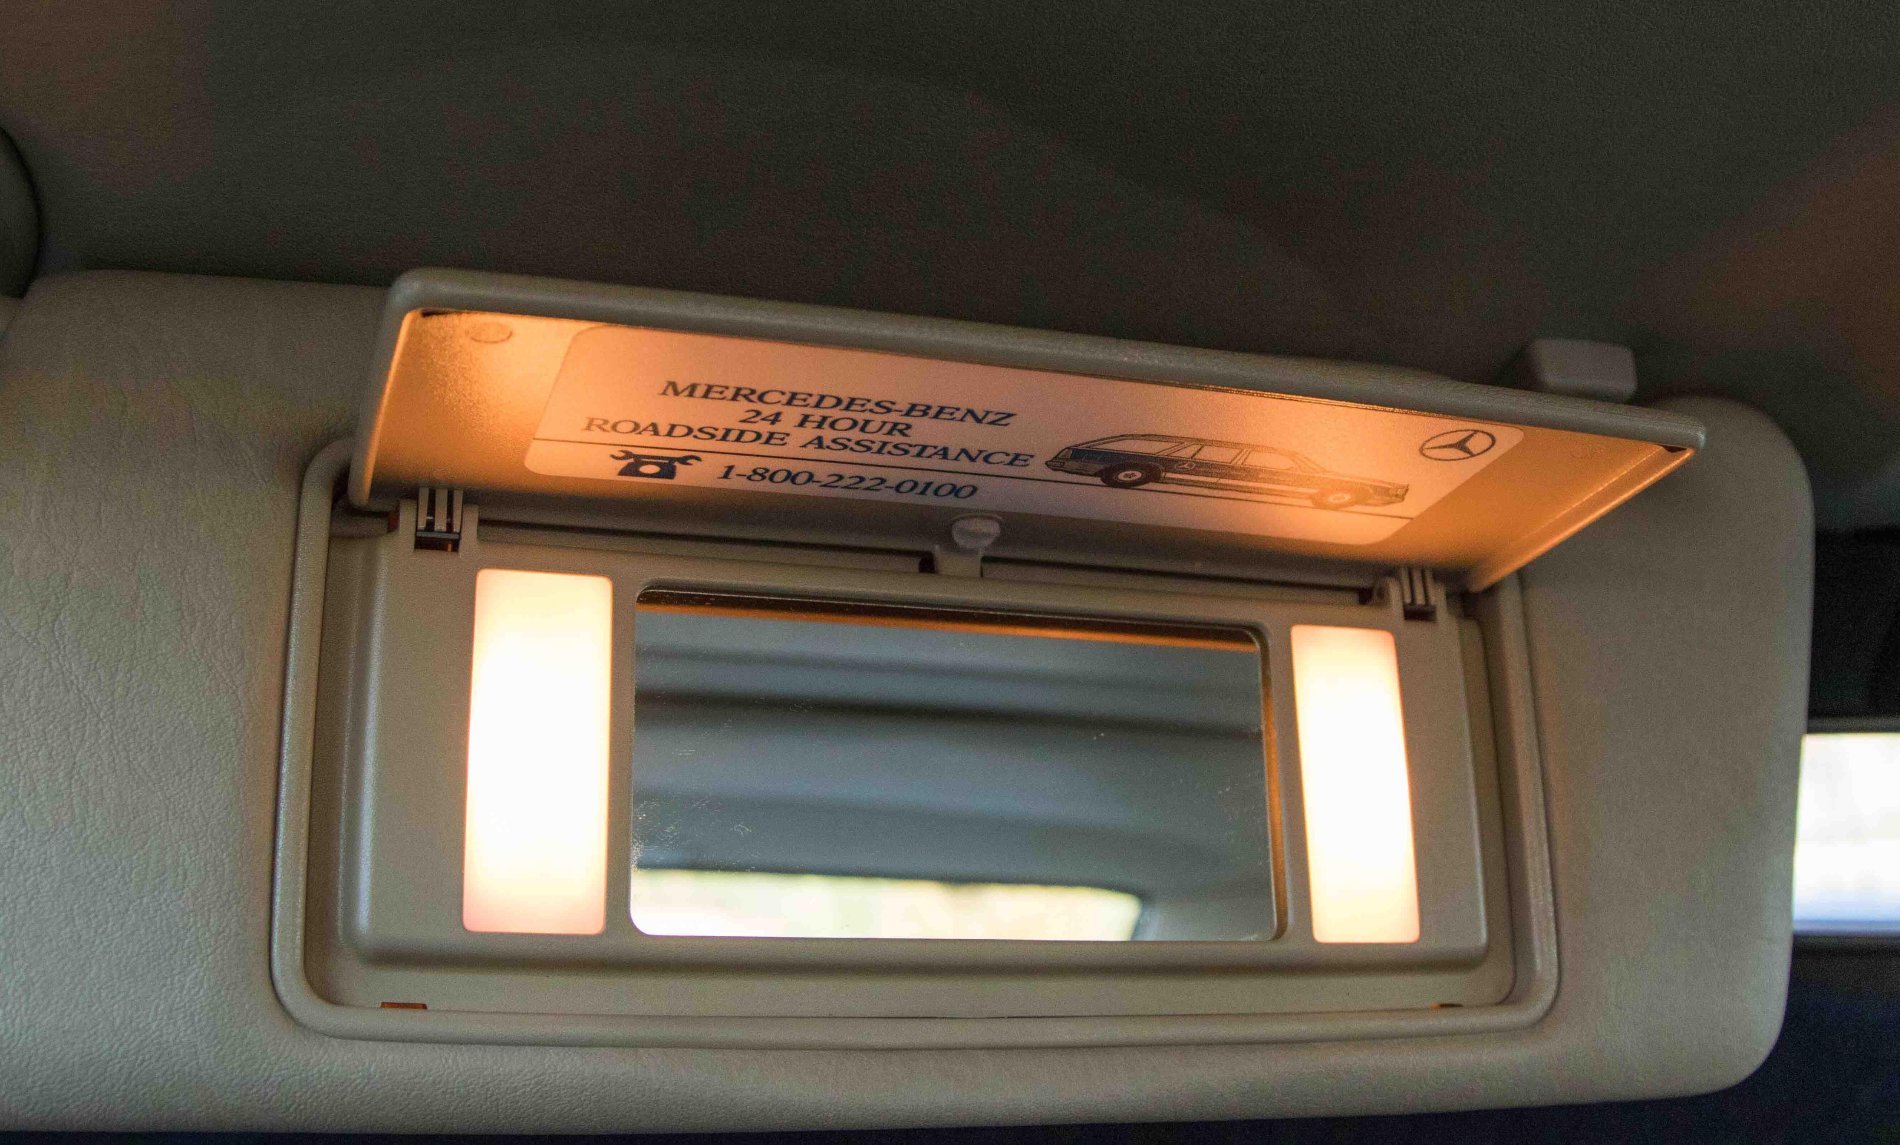 MERCEDES-BENZ
24 HOUR
ROADSIDE ASSISTANCE
1-800-222-0100